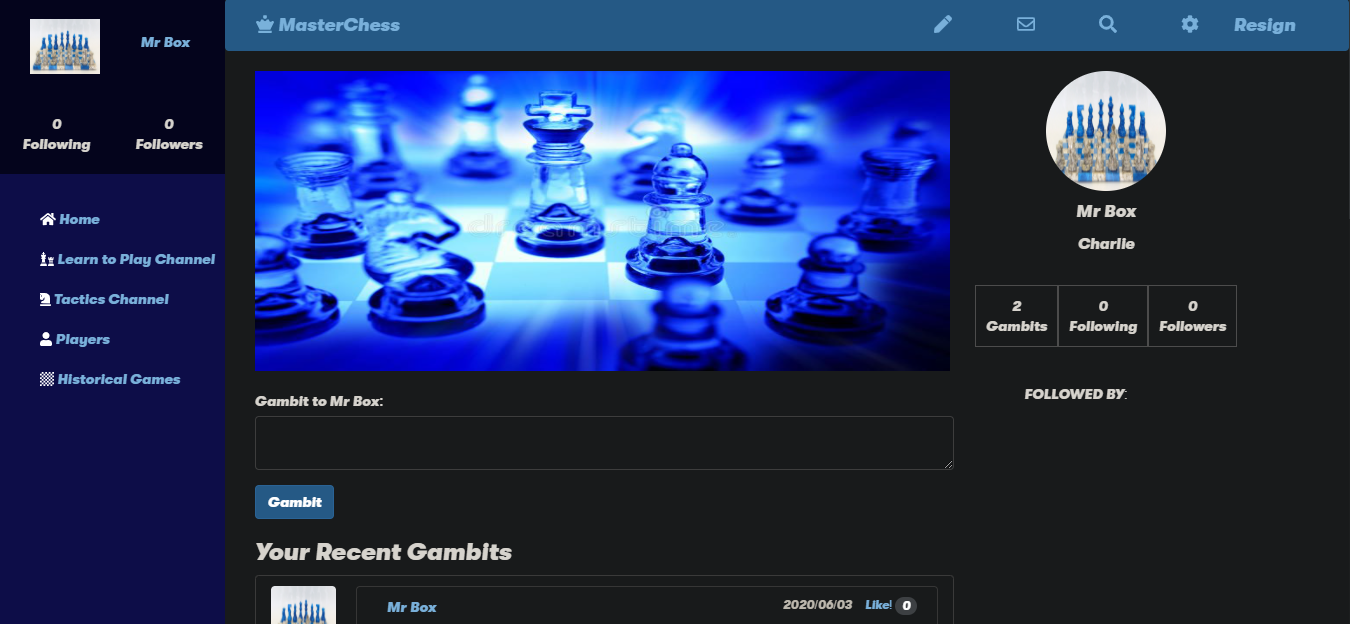 Mr Box
0
Following
0
Followers
Home
Learn to Play Channel
Tactics Channel
Players
Historical Games
MasterChess
Resign
Gambit to Mr Box:
Gambit
Your Recent Gambits
Mr Box
2020/06/03 Like! 0
Mr Box
Charlie
2
Gambits
0
Following
0
Followers
FOLLOWED BY: